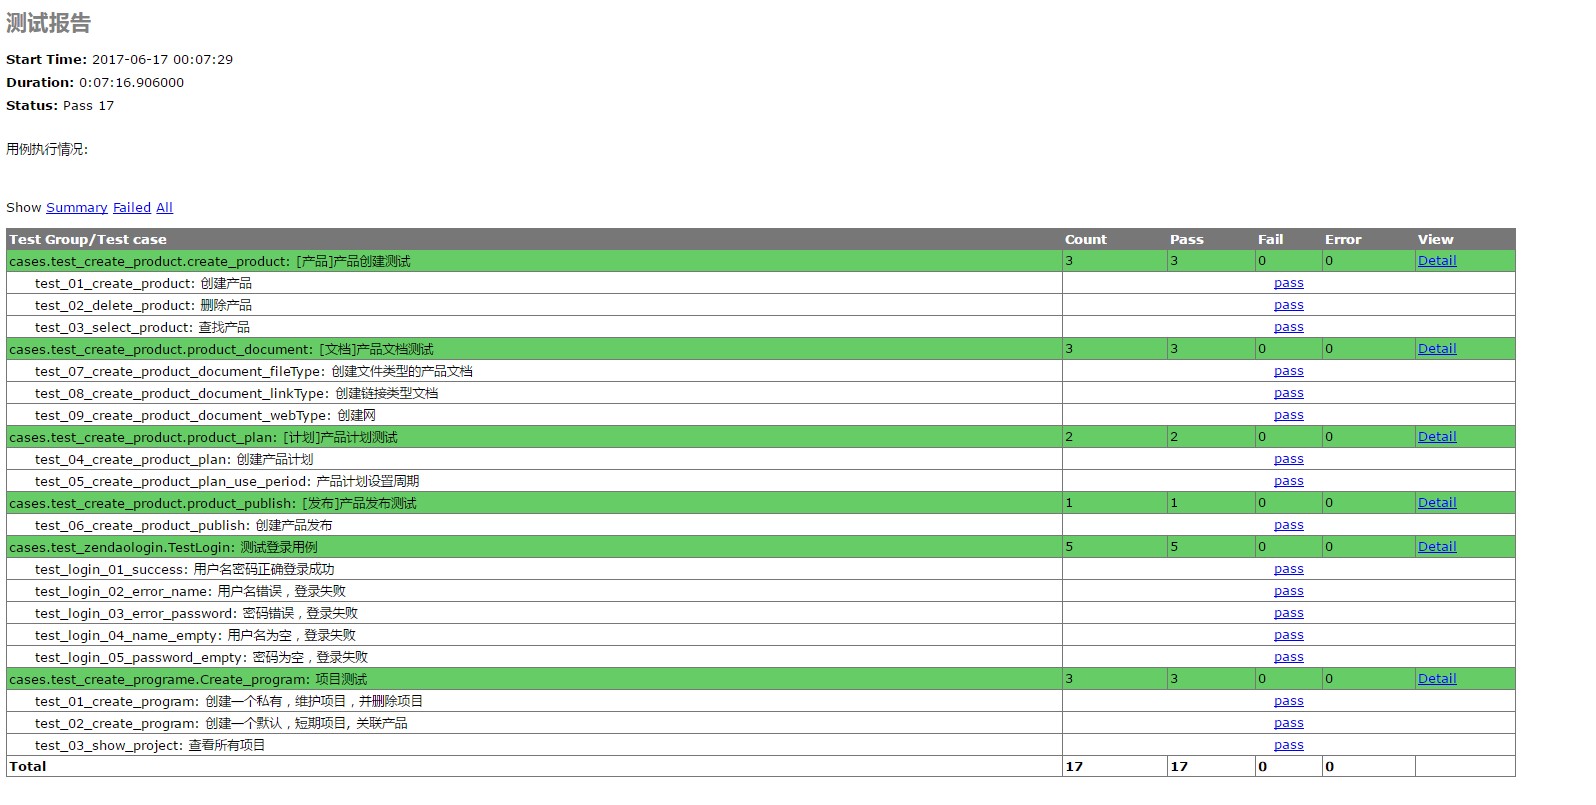 测试报告
Start Time: 2017-06-17 00:07:29
Duration: 0:07:16.906000
Status: Pass 17
用例执行情况:
Show Summary Failed All
Test Group/Test case Count Pass Fail Error View
cases.test_create_product.create_product: [产品]产品创建测试 3 3 0 0 Detail
test_01_create_product: 创建产品 pass
test_02_delete_product: 删除产品 pass
test_03_select_product: 查找产品 pass
cases.test_create_product.product_document: [文档]产品文档测试 3 3 0 0 Detail
test_07_create_product_document_fileType: 创建文件类型的产品文档 pass
test_08_create_product_document_linkType: 创建链接类型文档 pass
test_09_create_product_document_webType: 创建网 pass
cases.test_create_product.product_plan: [计划]产品计划测试 2 2 0 0 Detail
test_04_create_product_plan: 创建产品计划 pass
test_05_create_product_plan_use_period: 产品计划设置周期 pass
cases.test_create_product.product_publish: [发布]产品发布测试 1 1 0 0 Detail
test_06_create_product_publish: 创建产品发布 pass
cases.test_zendaologin.TestLogin: 测试登录用例 5 5 0 0 Detail
test_login_01_success: 用户名密码正确登录成功 pass
test_login_02_error_name: 用户名错误，登录失败 pass
test_login_03_error_password: 密码错误，登录失败 pass
test_login_04_name_empty: 用户名为空，登录失败 pass
test_login_05_password_empty: 密码为空，登录失败 pass
cases.test_create_programe.Create_program: 项目测试 3 3 0 0 Detail
test_01_create_program: 创建一个私有，维护项目，并删除项目 pass
test_02_create_program: 创建一个默认，短期项目, 关联产品 pass
test_03_show_project: 查看所有项目 pass
Total 17 17 0 0